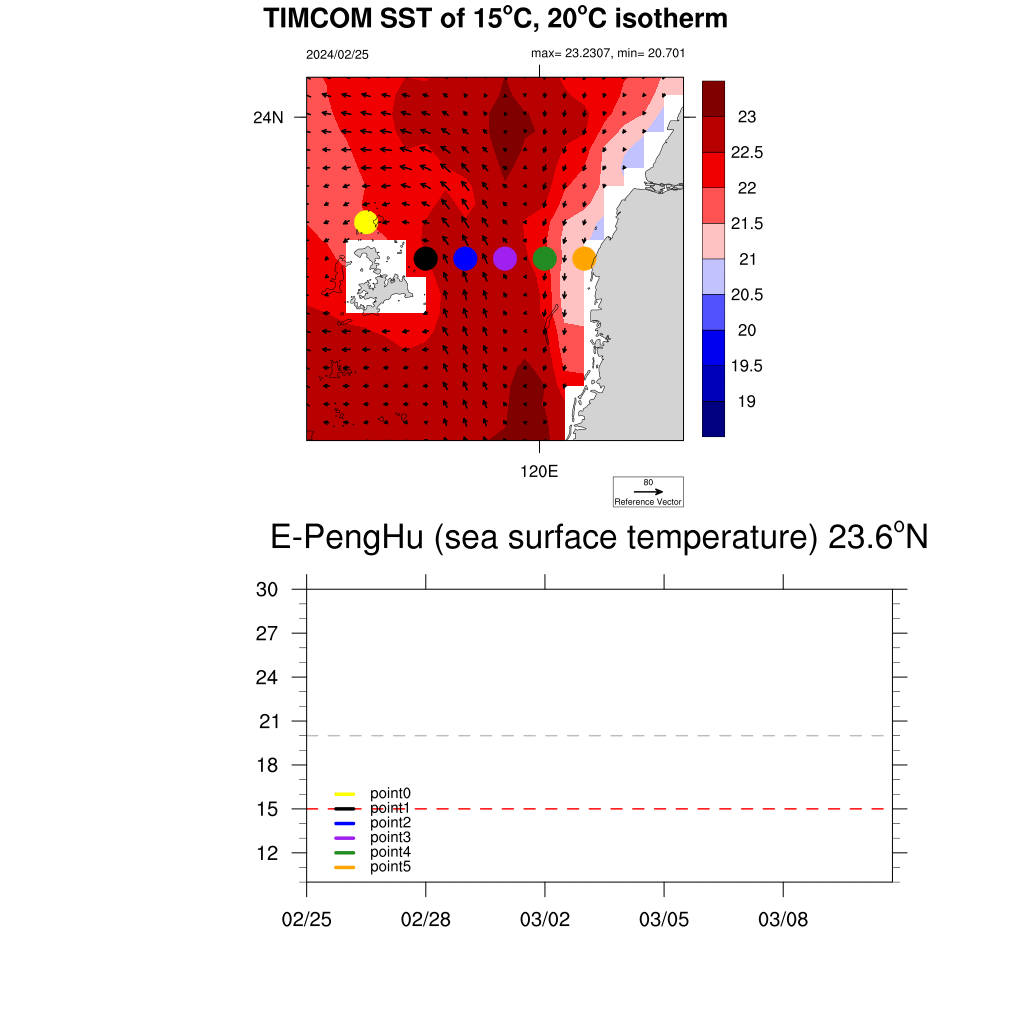 TIMCOM SST of 15°C, 20°C isotherm
2024/02/25
max= 23.2307, min= 20.701
24N
23
22.5
22
21.5
21
20.5
20
19.5
19
120E
80
Reference Vector
E-PengHu (sea surface temperature) 23.6°N
30
27
24
21
18
15
12
point0
point1
point2
point3
point4
point5
02/25 02/28 03/02 03/05 03/08